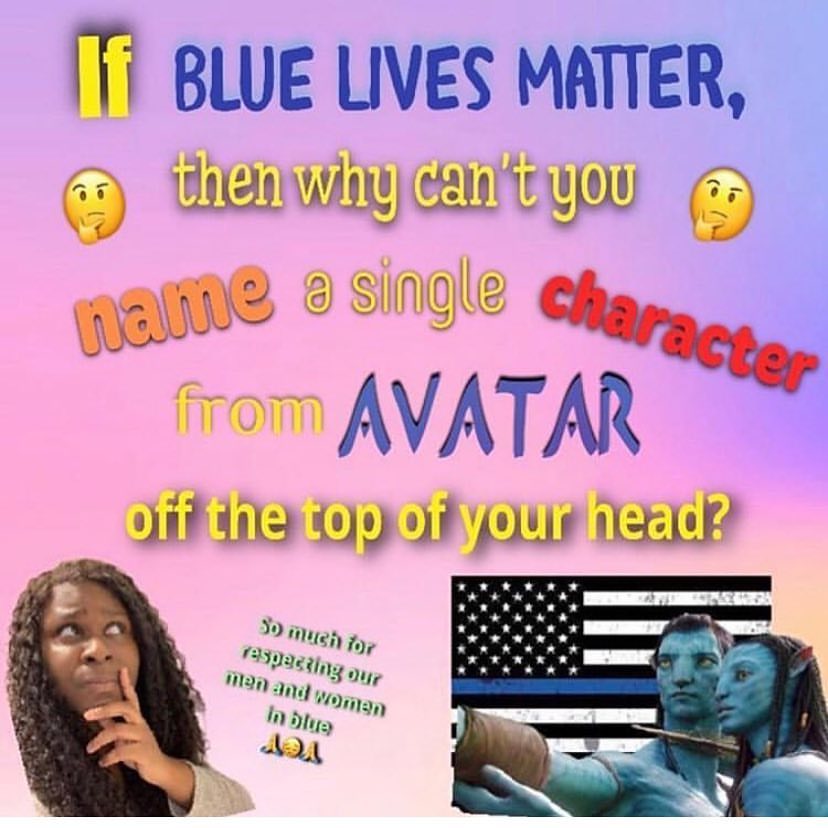 If BLUE LIVES MATTER,
🤔 then why can't you 🤔
name a single character
from AVATAR
off the top of your head?
So much for
respecting our
men and women
in blue
🙏😔🙏